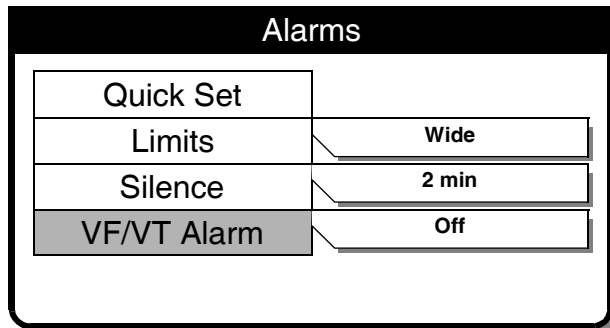 Alarms
Quick Set
Limits Wide
Silence 2 min
VF/VT Alarm Off